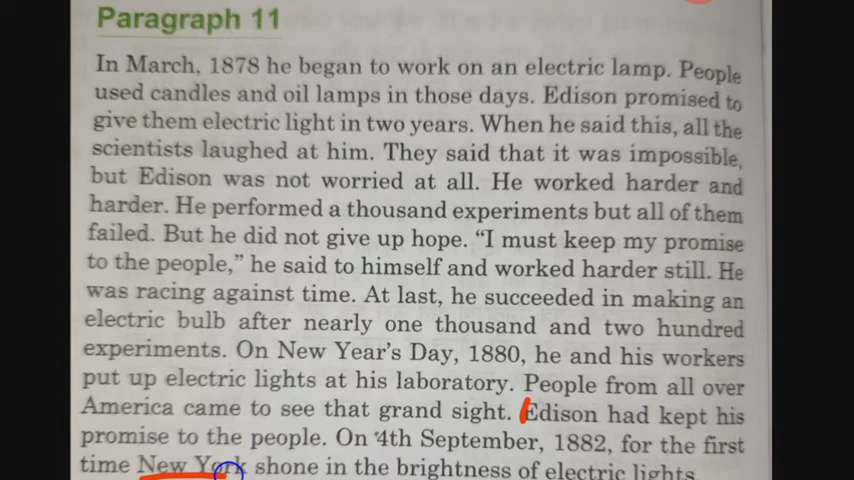 Paragraph 11
In March, 1878 he began to work on an electric lamp. People
used candles and oil lamps in those days. Edison promised to
give them electric light in two years. When he said this, all the
scientists laughed at him. They said that it was impossible,
but Edison was not worried at all. He worked harder and
harder. He performed a thousand experiments but all of them
failed. But he did not give up hope. “I must keep my promise
to the people,” he said to himself and worked harder still. He
was racing against time. At last, he succeeded in making an
electric bulb after nearly one thousand and two hundred
experiments. On New Year’s Day, 1880, he and his workers
put up electric lights at his laboratory. People from all over
America came to see that grand sight. Edison had kept his
promise to the people. On 4th September, 1882, for the first
time New York shone in the brightness of electric lights